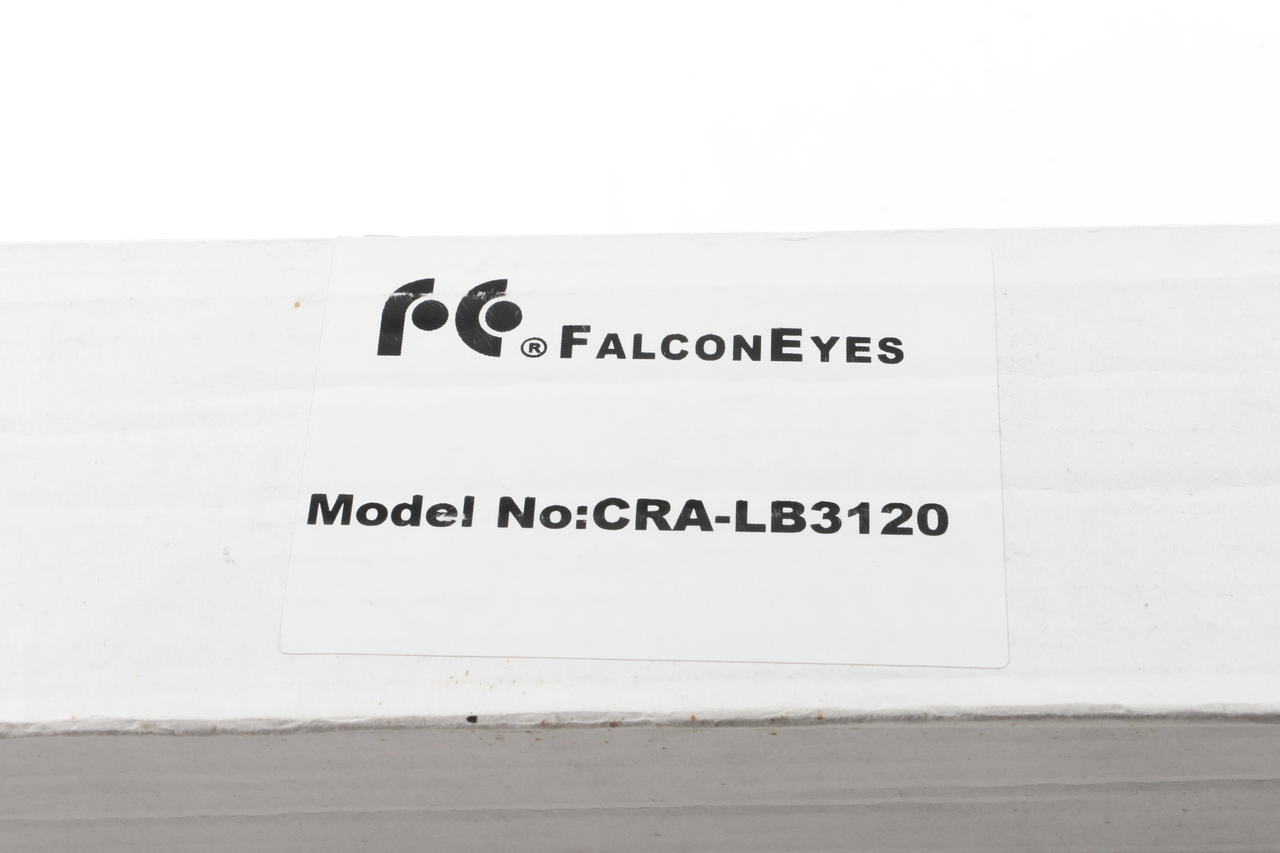 ® FALCONEYES
Model No:CRA-LB3120